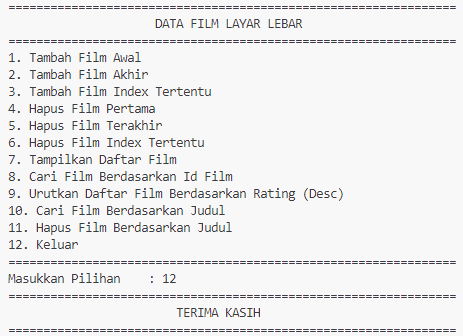 ================================================================
DATA FILM LAYAR LEBAR
================================================================
1. Tambah Film Awal
2. Tambah Film Akhir
3. Tambah Film Index Tertentu
4. Hapus Film Pertama
5. Hapus Film Terakhir
6. Hapus Film Index Tertentu
7. Tampilkan Daftar Film
8. Cari Film Berdasarkan Id Film
9. Urutkan Daftar Film Berdasarkan Rating (Desc)
10. Cari Film Berdasarkan Judul
11. Hapus Film Berdasarkan Judul
12. Keluar
================================================================
Masukkan Pilihan    : 12
================================================================
TERIMA KASIH
================================================================